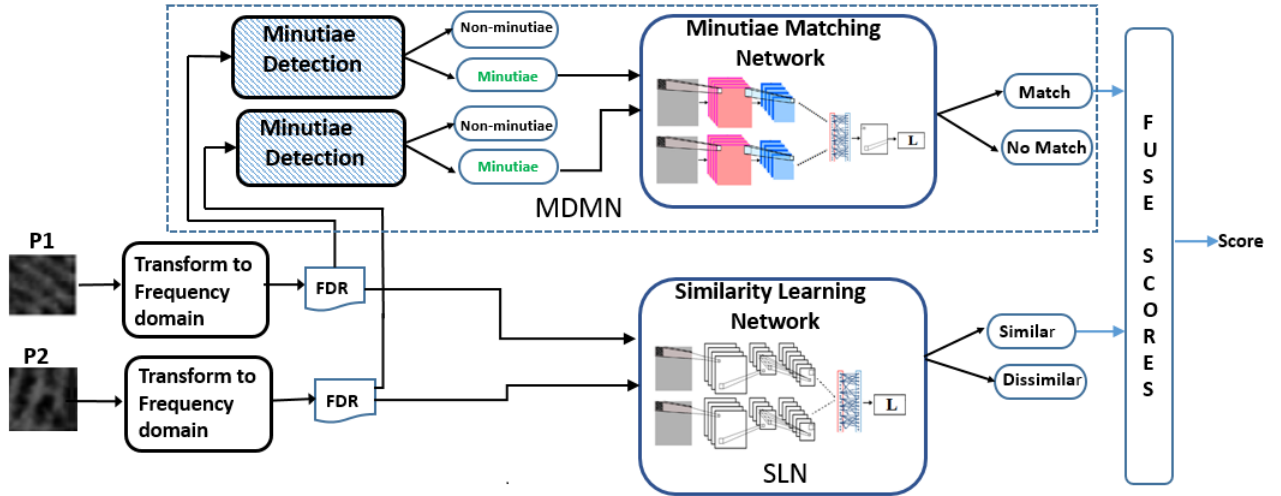 Minutiae
Detection
Non-minutiae
Minutiae
Minutiae
Detection
Non-minutiae
Minutiae
Minutiae Matching
Network
L
Match
No Match
MDMN
P1
Transform to
Frequency
domain
FDR
P2
Transform to
Frequency
domain
FDR
Similarity Learning
Network
L
SLN
Similar
Dissimilar
F
U
S
E
S
C
O
R
E
S
Score